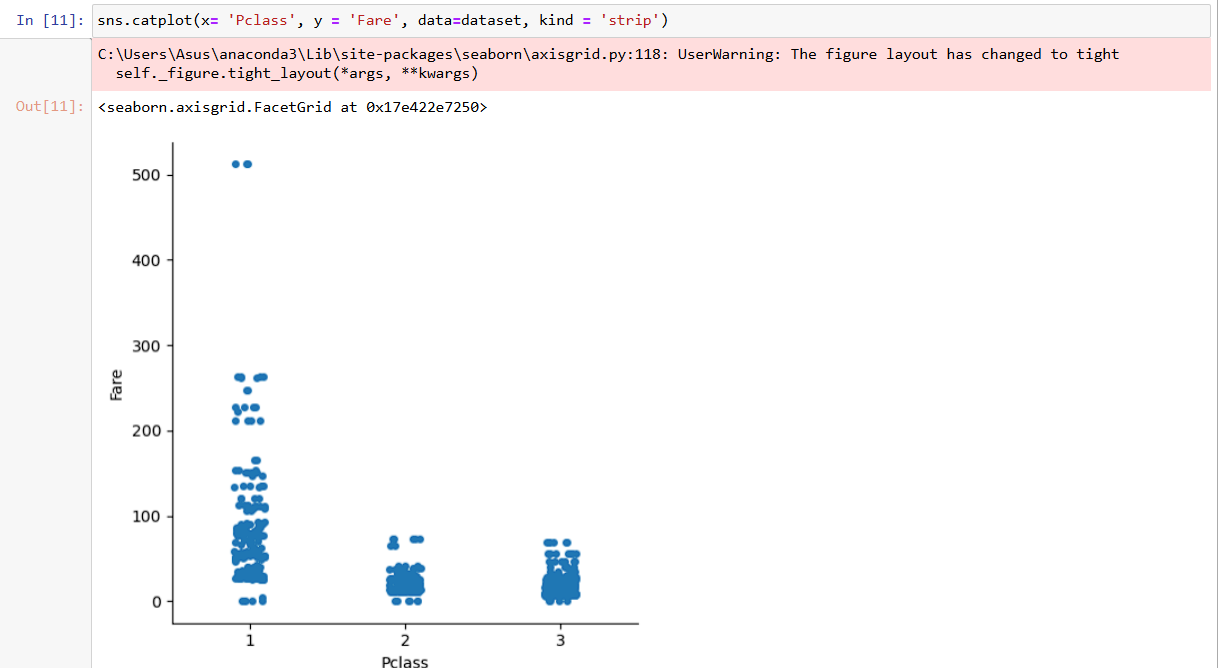 In [11]: sns.catplot(x= 'Pclass', y = 'Fare', data=dataset, kind = 'strip')
C:\Users\Asus\anaconda3\Lib\site-packages\seaborn\axisgrid.py:118: UserWarning: The figure layout has changed to tight
  self._figure.tight_layout(*args, **kwargs)
Out[11]: <seaborn.axisgrid.FacetGrid at 0x17e422e7250>
500
400
300
Fare
200
100
0
1 2 3
Pclass